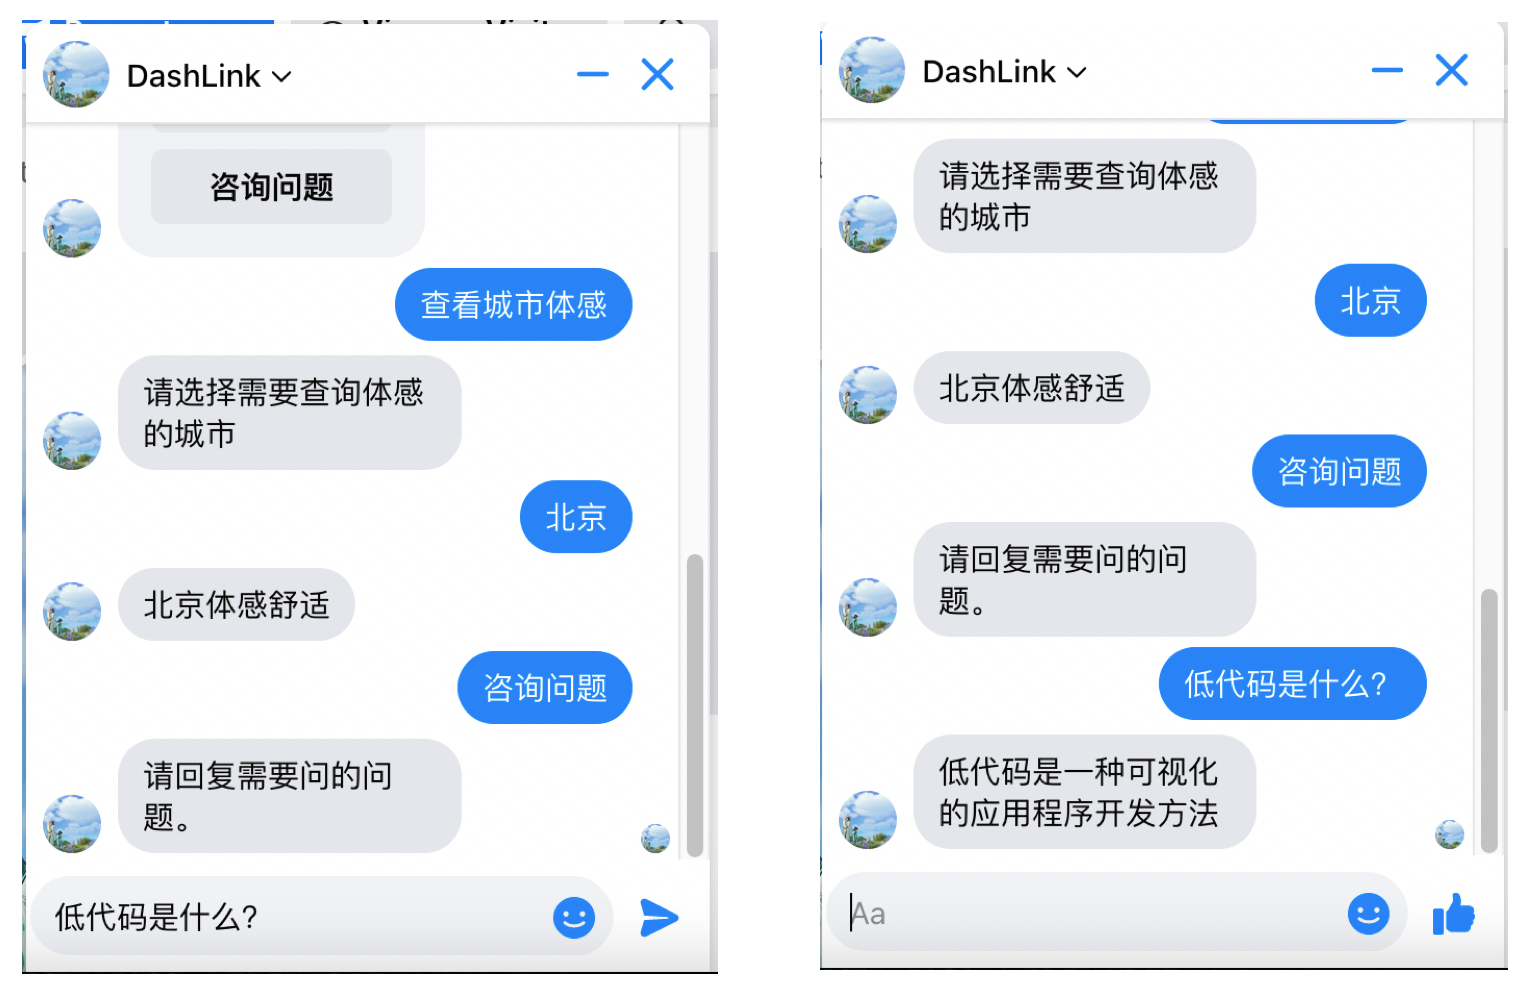 DashLink
咨询问题
查看城市体感
请选择需要查询体感
的城市
北京
北京体感舒适
咨询问题
请回复需要问的问
题。
低代码是什么?
DashLink
请选择需要查询体感
的城市
北京
北京体感舒适
咨询问题
请回复需要问的问
题。
低代码是什么?
低代码是一种可视化
的应用程序开发方法
Aa